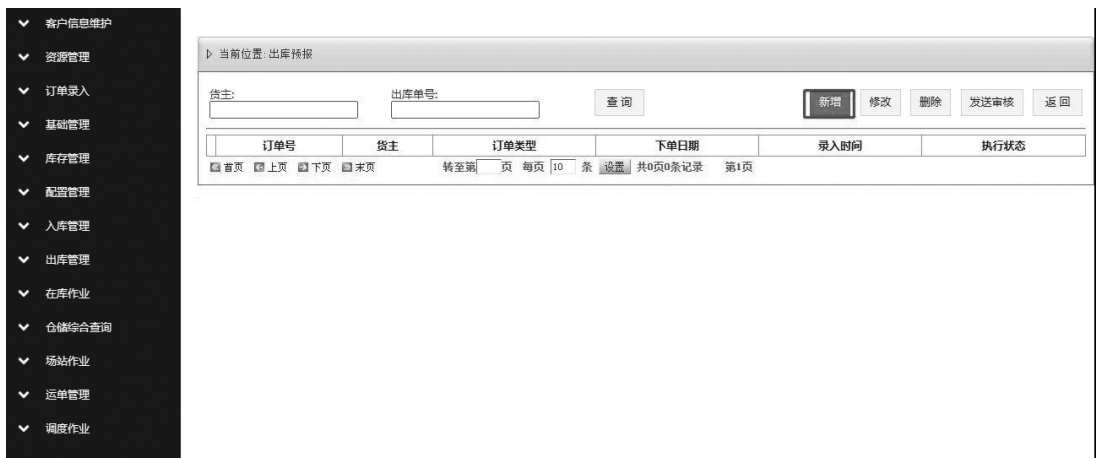 客户信息维护
资源管理
订单录入
基础管理
库存管理
配置管理
入库管理
出库管理
在库作业
仓储综合查询
场站作业
运单管理
调度作业
当前位置: 出库预报
货主: 出库单号: 查询 新增 修改 删除 发送审核 返回
订单号 货主 订单类型 下单日期 录入时间 执行状态
首页 上页 下页 末页 转至第 页 每页 10 条 设置 共0页0条记录 第1页